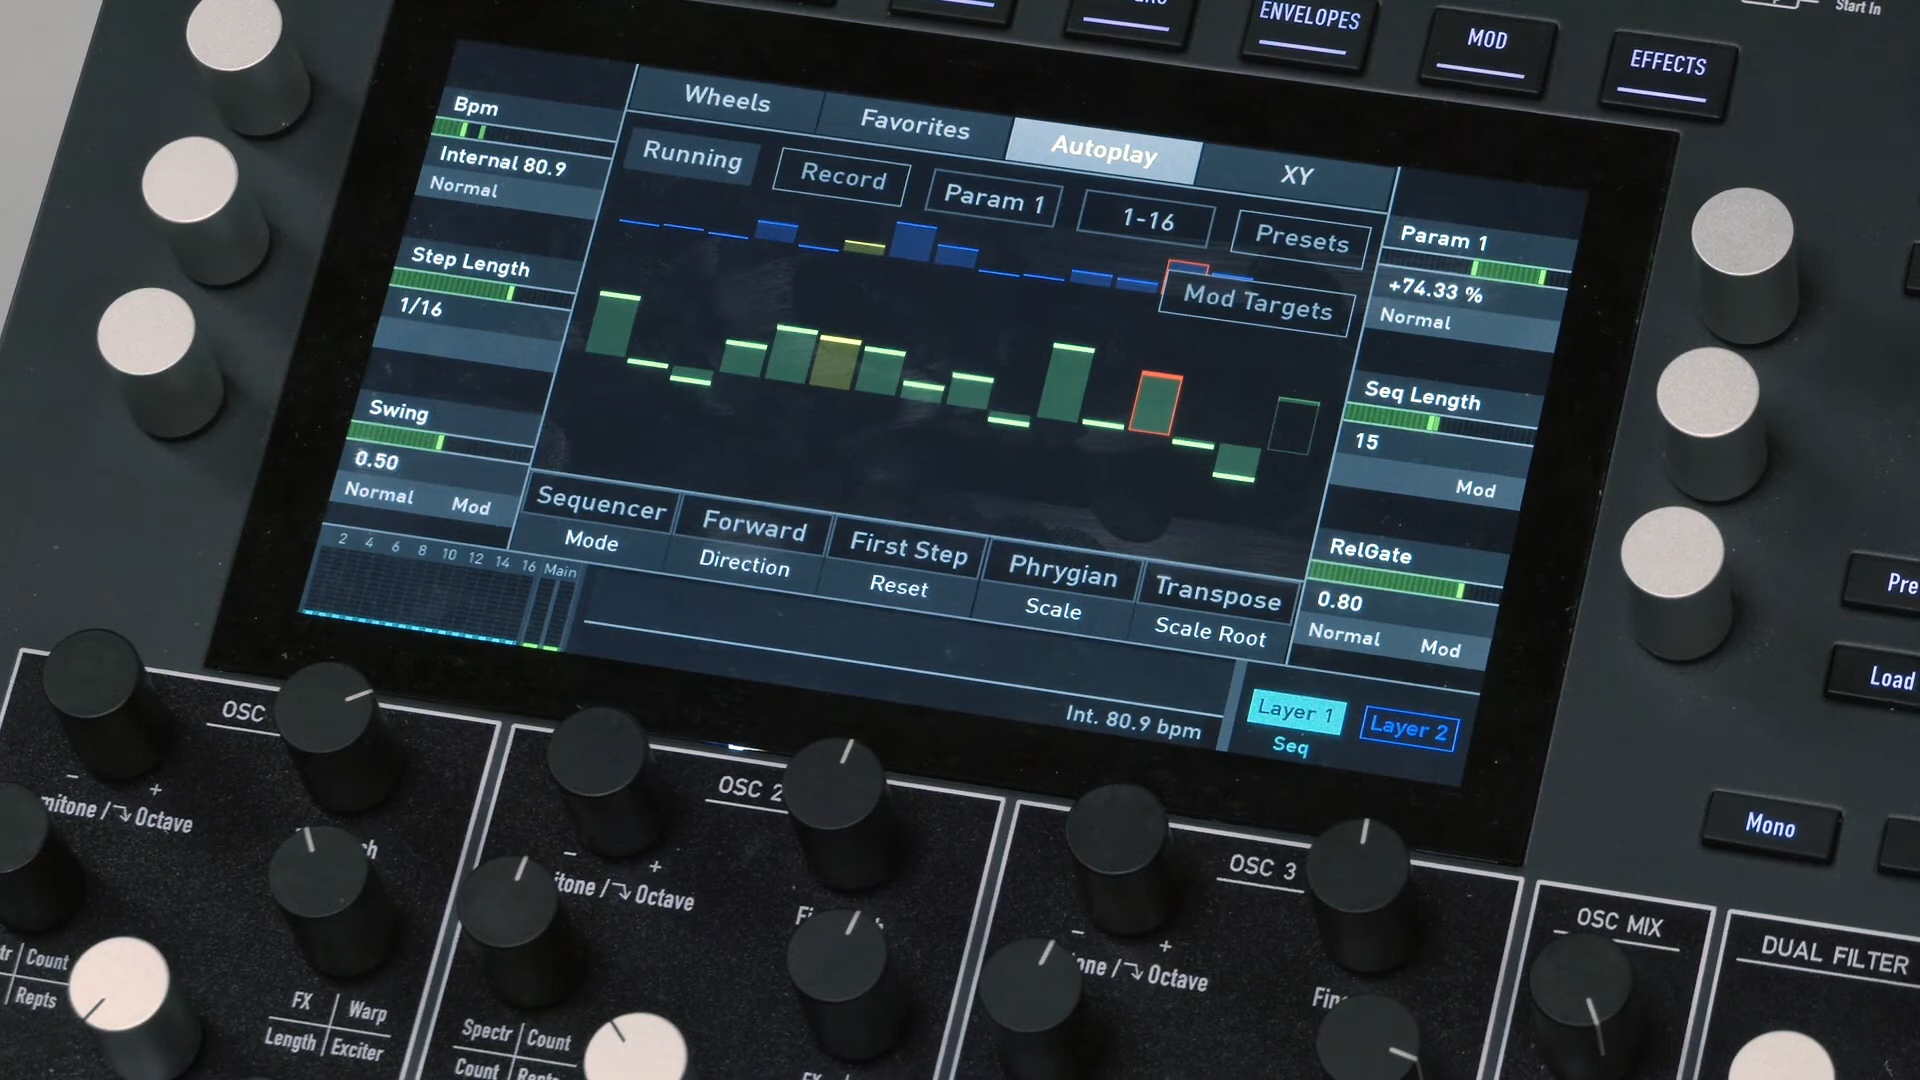 Start In
ENVELOPES
MOD
EFFECTS
Wheels
Favorites
Autoplay
XY
Running
Record
Param 1
1-16
Presets
Mod Targets
Bpm
Internal 80.9
Normal
Step Length
1/16
Swing
0.50
Normal Mod
Param 1
+74.33 %
Normal
Seq Length
15
Mod
RelGate
0.80
Normal Mod
Sequencer
Mode
Forward
Direction
First Step
Reset
Phrygian
Scale
Transpose
Scale Root
2 4 6 8 10 12 14 16 Main
Int. 80.9 bpm
Layer 1
Seq
Layer 2
Load
Mono
OSC
- +
Octave
Count
Repts
FX Warp
Length Exciter
OSC 2
- +
Octave
Spectr Count
Count
OSC 3
- +
Octave
OSC MIX
DUAL FILTER